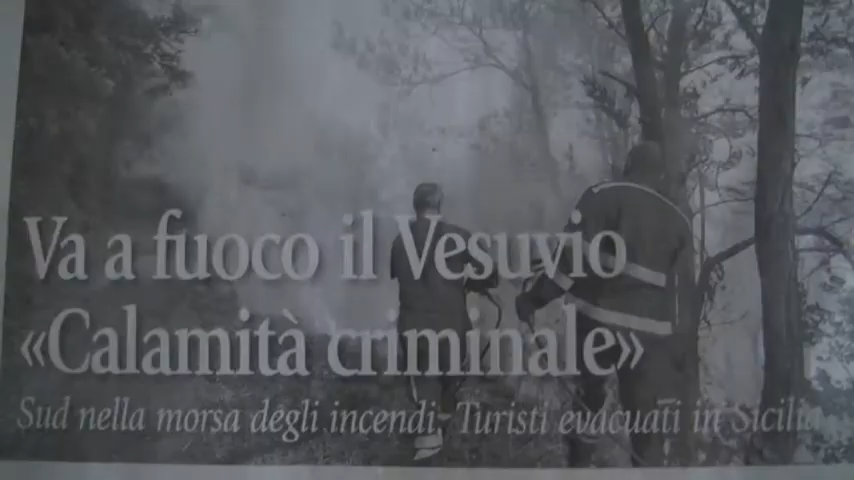 Va a fuoco il Vesuvio
«Calamità criminale»
Sud nella morsa degli incendi. Turisti evacuati in Sicilia